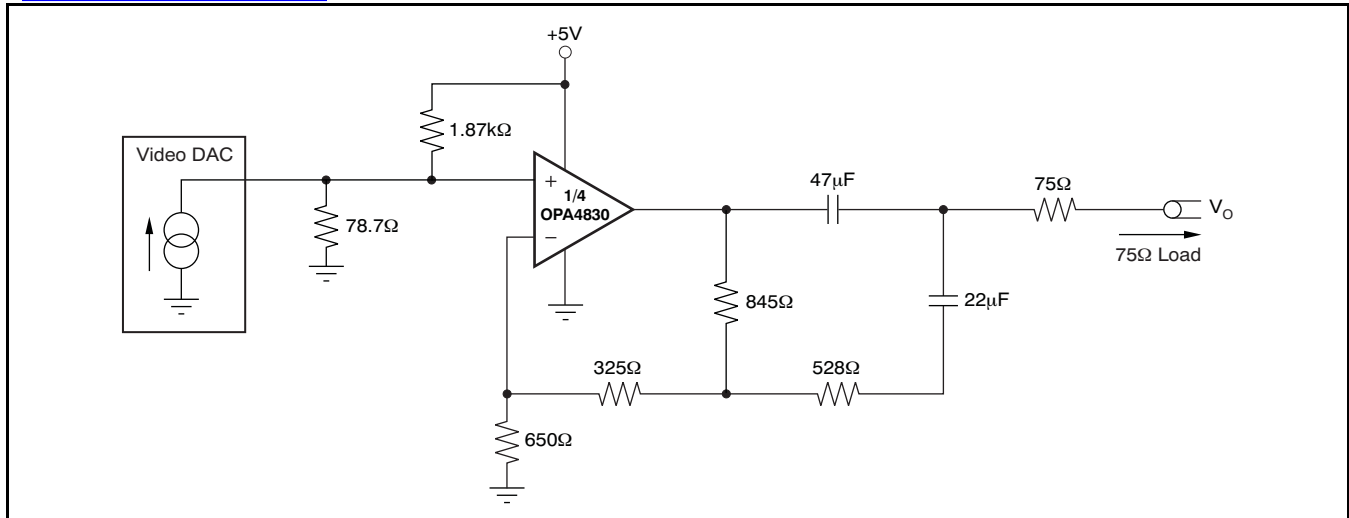 +5V
1.87kΩ
Video DAC
78.7Ω
+
1/4
OPA4830
−
47μF
75Ω
V_O
75Ω Load
845Ω
22μF
325Ω
528Ω
650Ω